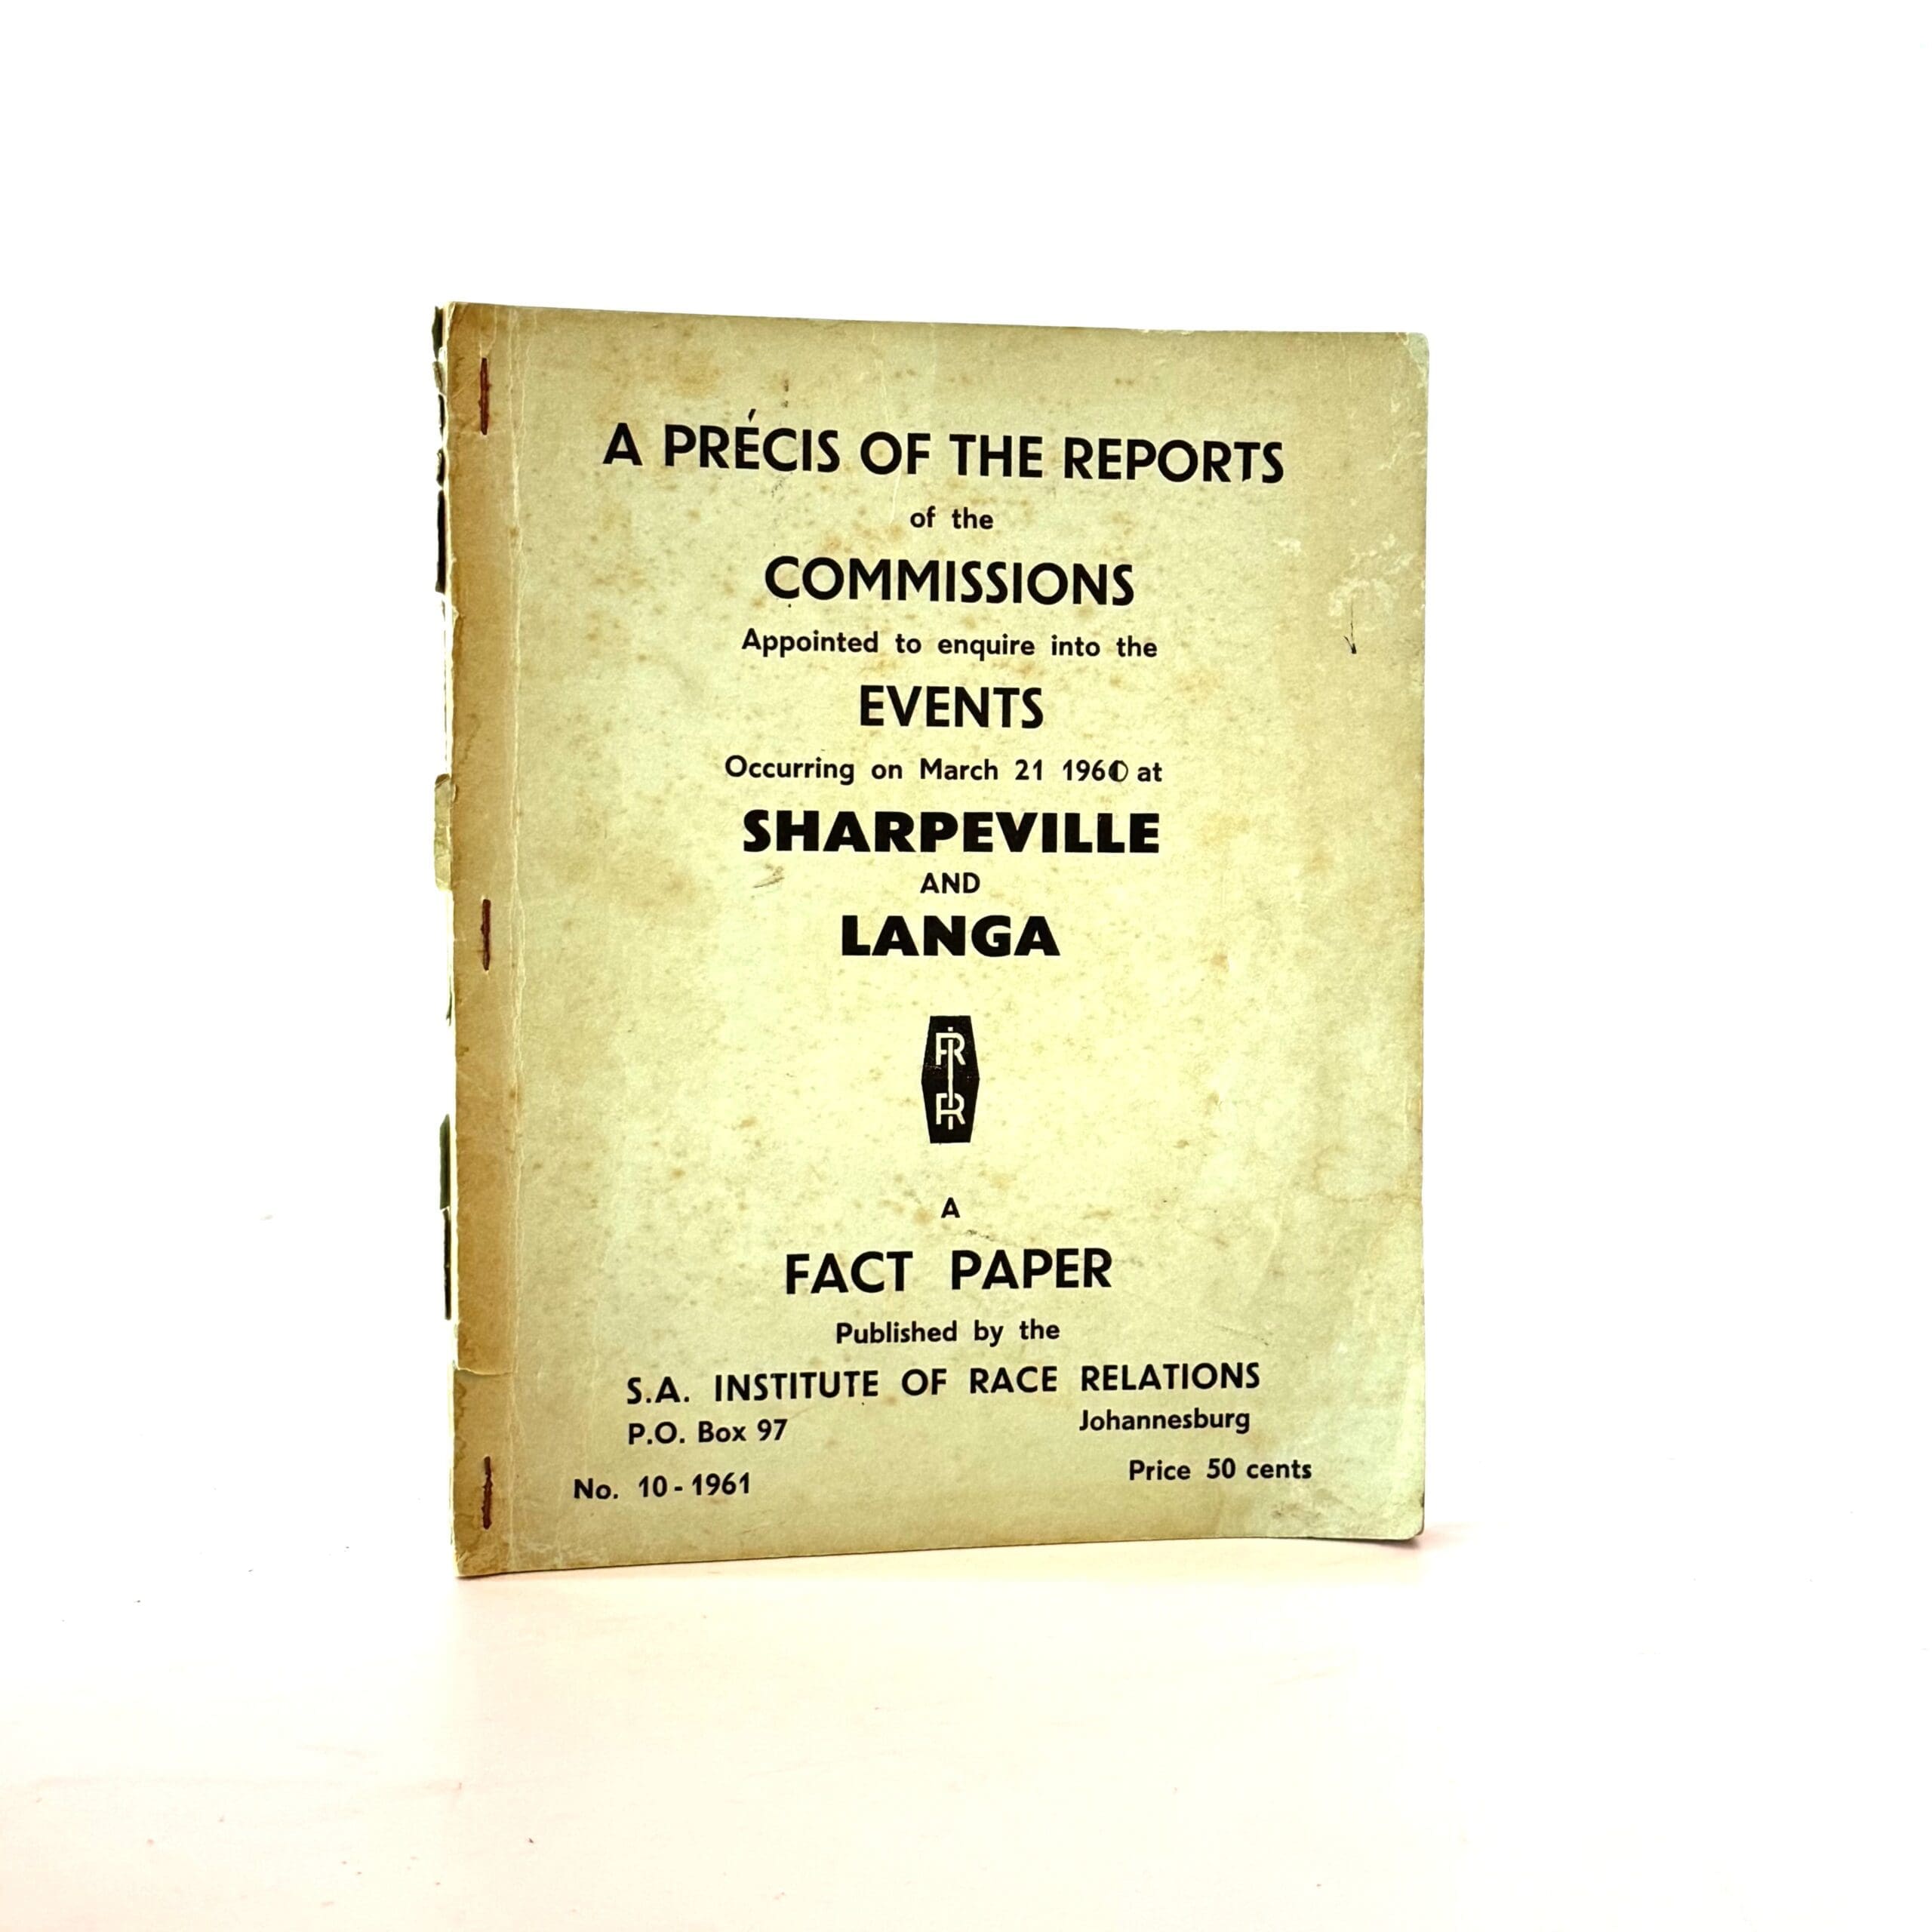 A PRÉCIS OF THE REPORTS
of the
COMMISSIONS
Appointed to enquire into the
EVENTS
Occurring on March 21 1960 at
SHARPEVILLE
AND
LANGA
RIRR
A
FACT PAPER
Published by the
S.A. INSTITUTE OF RACE RELATIONS
P.O. Box 97 Johannesburg
No. 10 - 1961 Price 50 cents